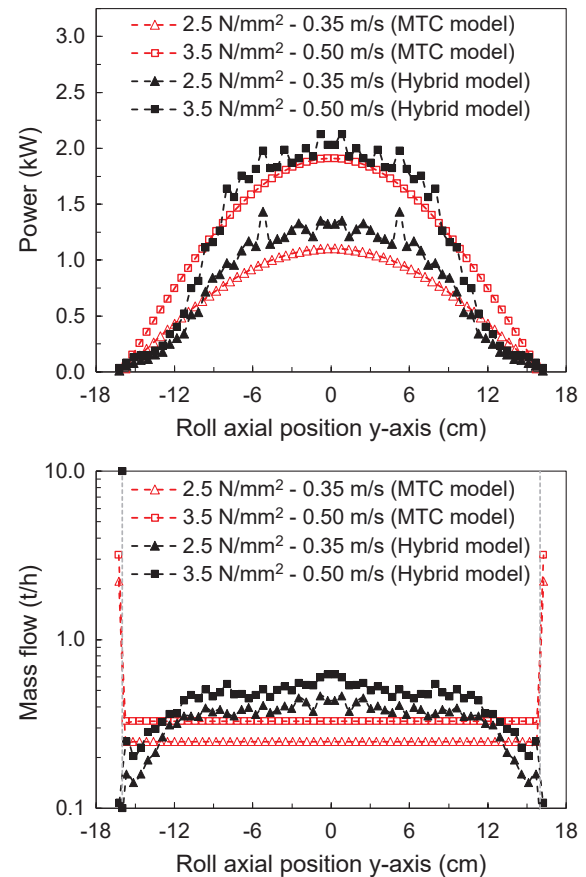 2.5 N/mm² - 0.35 m/s (MTC model)
3.5 N/mm² - 0.50 m/s (MTC model)
2.5 N/mm² - 0.35 m/s (Hybrid model)
3.5 N/mm² - 0.50 m/s (Hybrid model)
Power (kW)
3.0
2.5
2.0
1.5
1.0
0.5
0.0
-18 -12 -6 0 6 12 18
Roll axial position y-axis (cm)
2.5 N/mm² - 0.35 m/s (MTC model)
3.5 N/mm² - 0.50 m/s (MTC model)
2.5 N/mm² - 0.35 m/s (Hybrid model)
3.5 N/mm² - 0.50 m/s (Hybrid model)
Mass flow (t/h)
10.0
1.0
0.1
-18 -12 -6 0 6 12 18
Roll axial position y-axis (cm)